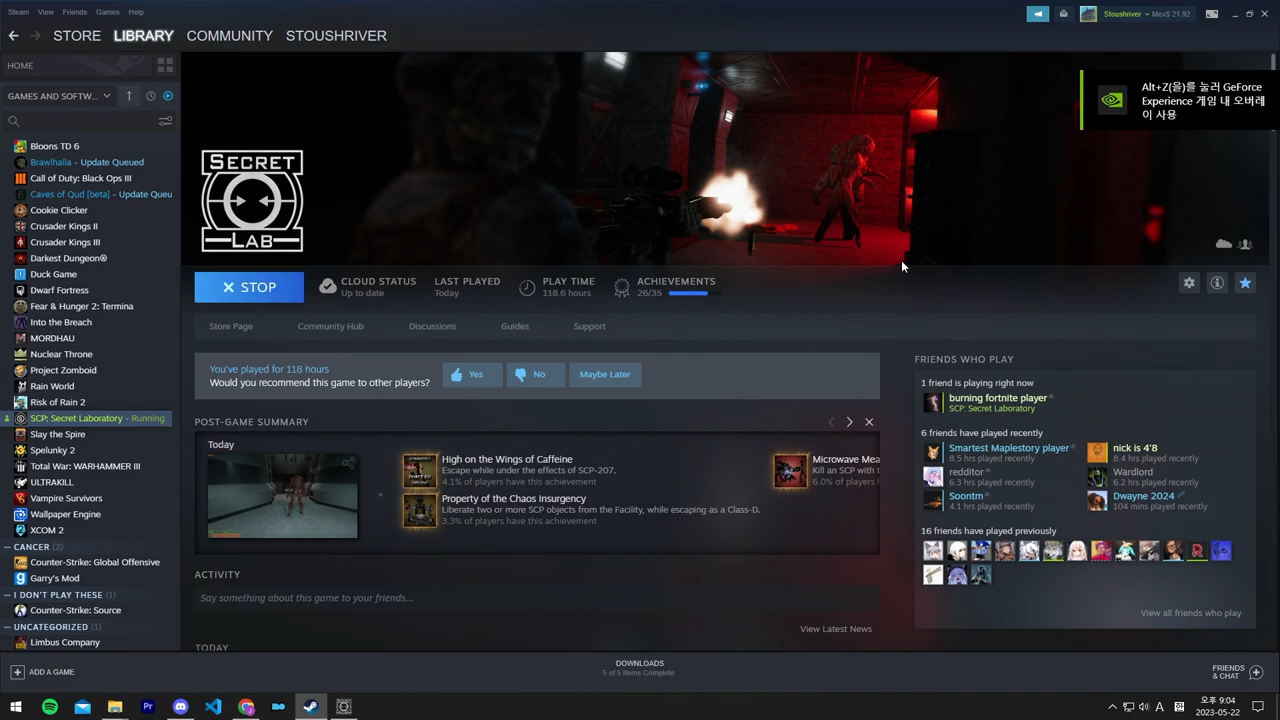 Steam View Friends Games Help
Stoushriver Mex$ 21.92
STORE LIBRARY COMMUNITY STOUSHRIVER
HOME
GAMES AND SOFTW...
Alt+Z(을)를 눌러 GeForce
Experience 게임 내 오버레
이 사용
SECRET
LAB
Bloons TD 6
Brawlhalla - Update Queued
Call of Duty: Black Ops III
Caves of Qud [beta] - Update Queu
Cookie Clicker
Crusader Kings II
Crusader Kings III
Darkest Dungeon®
Duck Game
Dwarf Fortress
Fear & Hunger 2: Termina
Into the Breach
MORDHAU
Nuclear Throne
Project Zomboid
Rain World
Risk of Rain 2
SCP: Secret Laboratory - Running
Slay the Spire
Spelunky 2
Total War: WARHAMMER III
ULTRAKILL
Vampire Survivors
Wallpaper Engine
XCOM 2
CANCER (2)
Counter-Strike: Global Offensive
Garry's Mod
I DON'T PLAY THESE (1)
Counter-Strike: Source
UNCATEGORIZED (1)
Limbus Company
STOP
CLOUD STATUS
Up to date
LAST PLAYED
Today
PLAY TIME
118.6 hours
ACHIEVEMENTS
26/35
Store Page Community Hub Discussions Guides Support
You've played for 118 hours
Would you recommend this game to other players?
Yes No Maybe Later
POST-GAME SUMMARY
Today
High on the Wings of Caffeine
Escape while under the effects of SCP-207.
4.1% of players have this achievement
Property of the Chaos Insurgency
Liberate two or more SCP objects from the Facility, while escaping as a Class-D.
3.3% of players have this achievement
Microwave Mea
Kill an SCP with t
6.0% of players h
ACTIVITY
Say something about this game to your friends...
View Latest News
TODAY
FRIENDS WHO PLAY
1 friend is playing right now
burning fortnite player
SCP: Secret Laboratory
6 friends have played recently
Smartest Maplestory player
8.5 hrs played recently
nick is 4'8
8.4 hrs played recently
redditor
6.3 hrs played recently
Wardlord
6.2 hrs played recently
Soontm
4.1 hrs played recently
Dwayne 2024
104 mins played recently
16 friends have played previously
View all friends who play
ADD A GAME
DOWNLOADS
5 of 5 Items Complete
FRIENDS
& CHAT
Pr
A 한
오후 9:04
2023-05-22